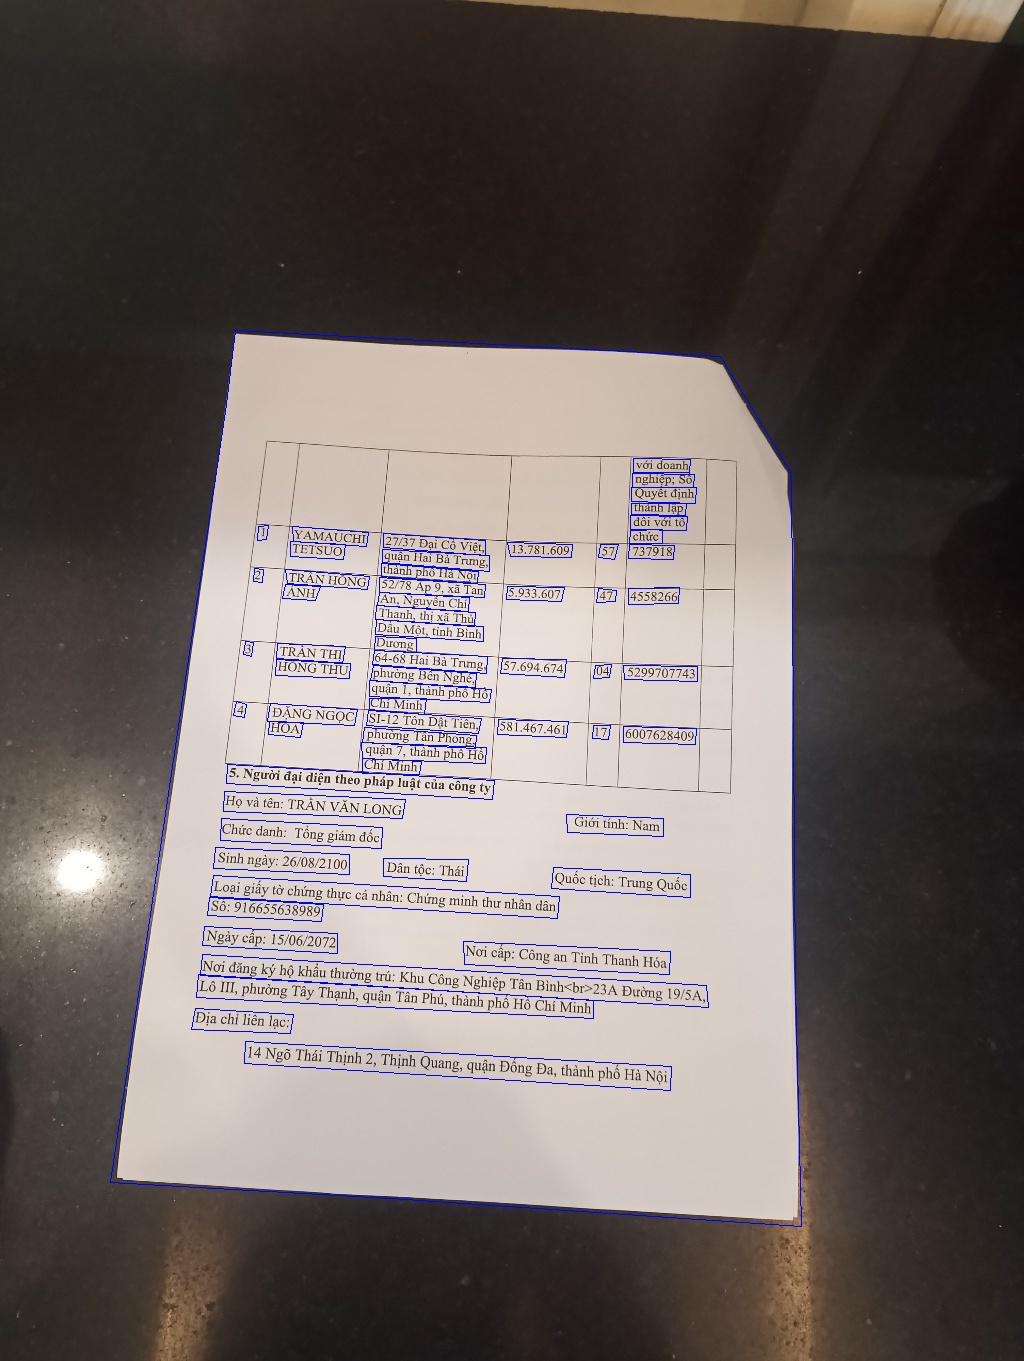 với doanh
nghiệp; Số
Quyết định
thành lập
đối với tổ
chức
1
YAMAUCHI
TETSUO
27/37 Đại Cồ Việt,
quận Hai Bà Trưng,
thành phố Hà Nội
13.781.609
57
737918
2
TRẦN HỒNG
ANH
52/78 Ấp 9, xã Tân
An, Nguyễn Chí
Thanh, thị xã Thủ
Dầu Một, tỉnh Bình
Dương
5.933.607
47
4558266
3
TRẦN THỊ
HỒNG THU
64-68 Hai Bà Trưng,
phường Bến Nghé,
quận 1, thành phố Hồ
Chí Minh
57.694.674
04
5299707743
4
ĐẶNG NGỌC
HOA
SI-12 Tôn Dật Tiên,
phường Tân Phong,
quận 7, thành phố Hồ
Chí Minh
581.467.461
17
6007628409
5. Người đại diện theo pháp luật của công ty
Họ và tên: TRẦN VĂN LONG
Giới tính: Nam
Chức danh: Tổng giám đốc
Sinh ngày: 26/08/2100
Dân tộc: Thái
Quốc tịch: Trung Quốc
Loại giấy tờ chứng thực cá nhân: Chứng minh thư nhân dân
Số: 916655638989
Ngày cấp: 15/06/2072
Nơi cấp: Công an Tỉnh Thanh Hóa
Nơi đăng ký hộ khẩu thường trú: Khu Công Nghiệp Tân Bình<br>23A Đường 19/5A,
Lô III, phường Tây Thạnh, quận Tân Phú, thành phố Hồ Chí Minh
Địa chỉ liên lạc:
14 Ngõ Thái Thịnh 2, Thịnh Quang, quận Đống Đa, thành phố Hà Nội